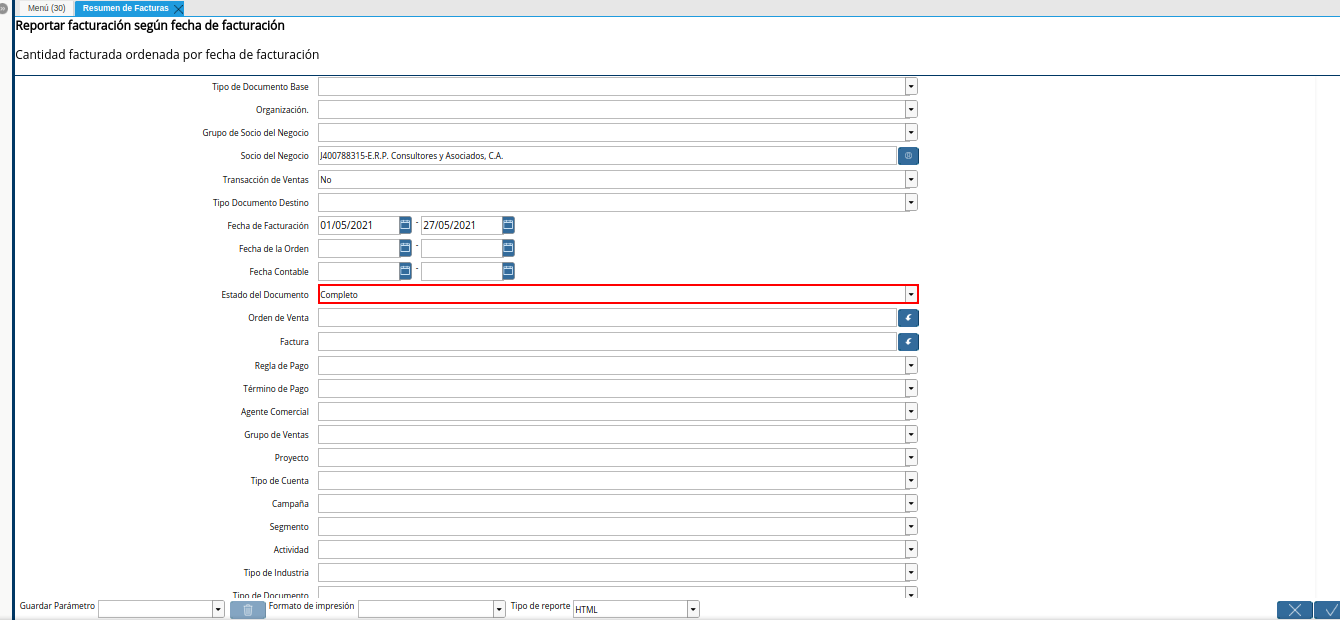 Menú (30) Resumen de Facturas
Reportar facturación según fecha de facturación
Cantidad facturada ordenada por fecha de facturación
Tipo de Documento Base
Organización.
Grupo de Socio del Negocio
Socio del Negocio J400788315-E.R.P. Consultores y Asociados, C.A.
Transacción de Ventas No
Tipo Documento Destino
Fecha de Facturación 01/05/2021 - 27/05/2021
Fecha de la Orden -
Fecha Contable -
Estado del Documento Completo
Orden de Venta
Factura
Regla de Pago
Término de Pago
Agente Comercial
Grupo de Ventas
Proyecto
Tipo de Cuenta
Campaña
Segmento
Actividad
Tipo de Industria
Tipo de Documento
Guardar Parámetro Formato de impresión Tipo de reporte HTML